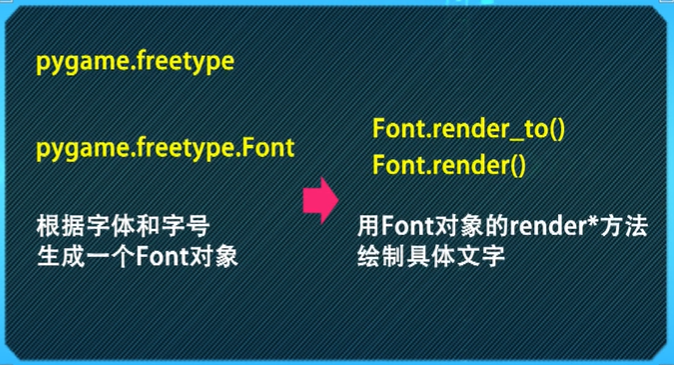 pygame.freetype
pygame.freetype.Font
根据字体和字号
生成一个Font对象
Font.render_to()
Font.render()
用Font对象的render*方法
绘制具体文字